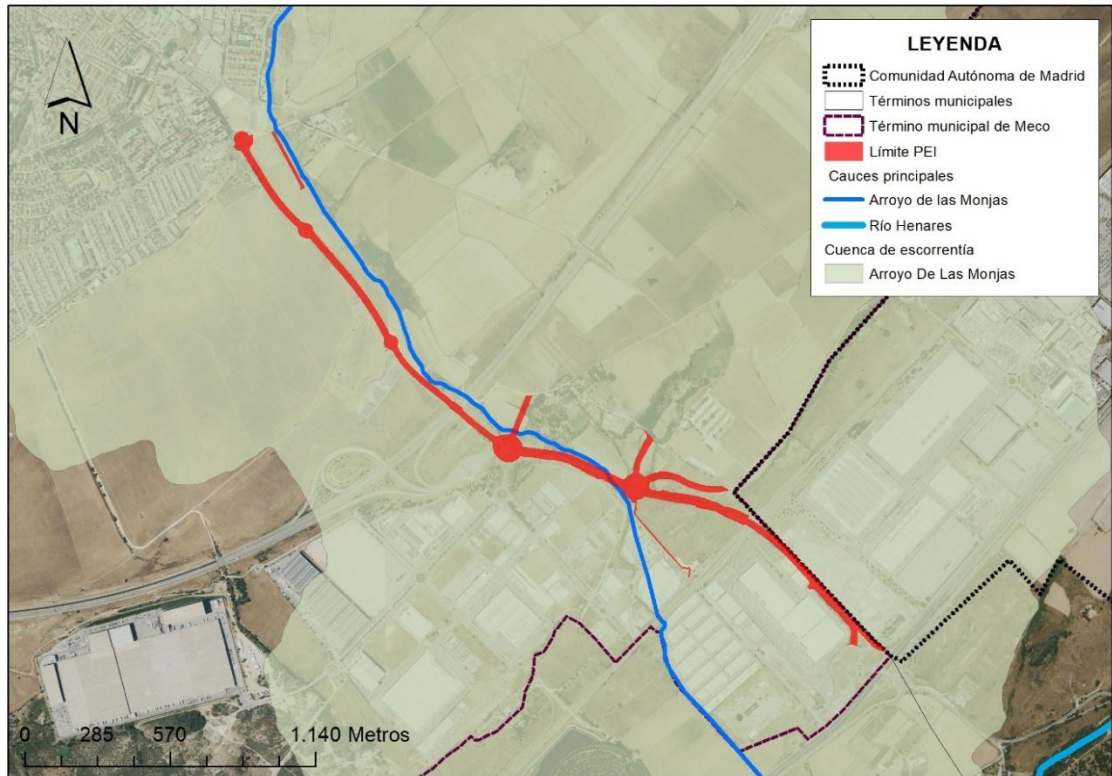 N
LEYENDA
Comunidad Autónoma de Madrid
Términos municipales
Término municipal de Meco
Límite PEI
Cauces principales
Arroyo de las Monjas
Río Henares
Cuenca de escorrentía
Arroyo De Las Monjas
0 285 570 1.140 Metros